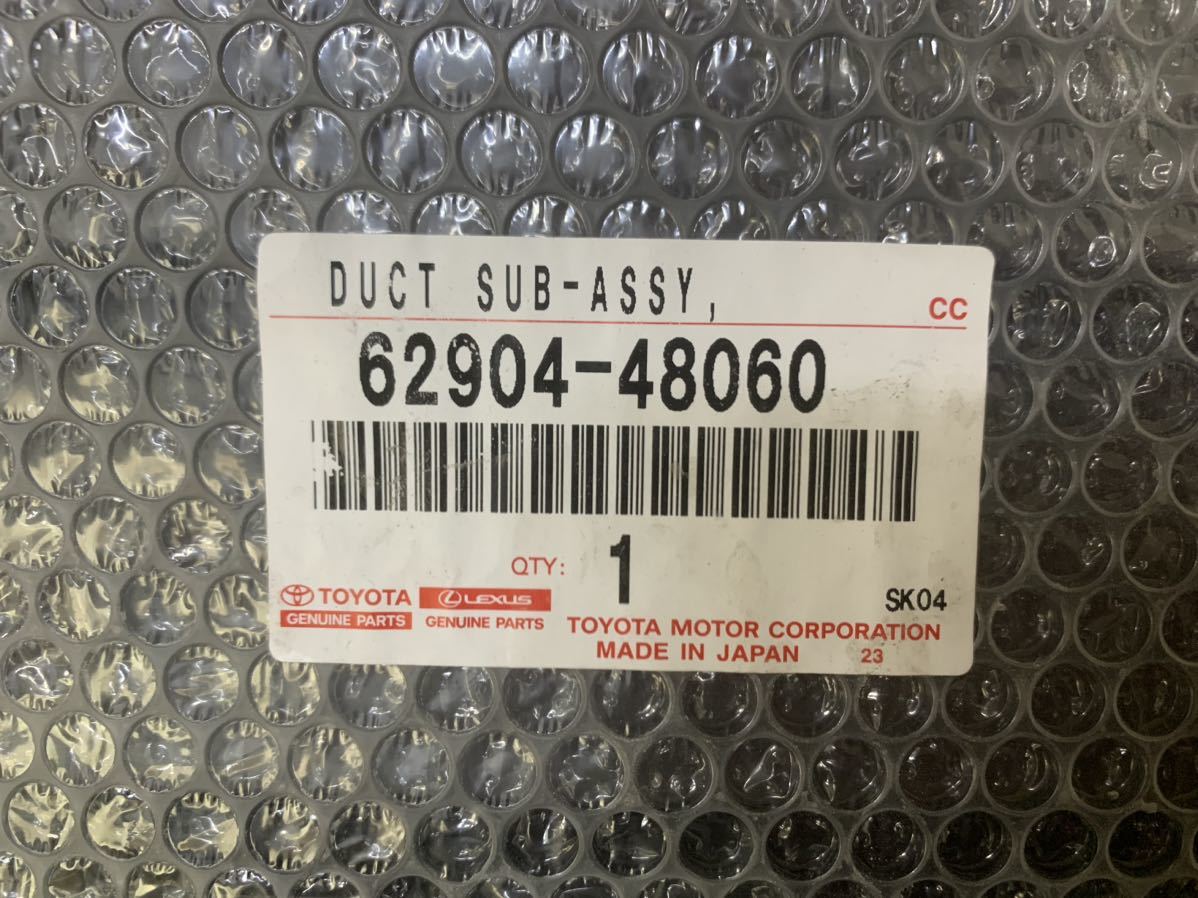 DUCT SUB-ASSY,
CC
62904-48060
QTY: 1
SK04
TOYOTA
GENUINE PARTS
LEXUS
GENUINE PARTS
TOYOTA MOTOR CORPORATION
MADE IN JAPAN 23